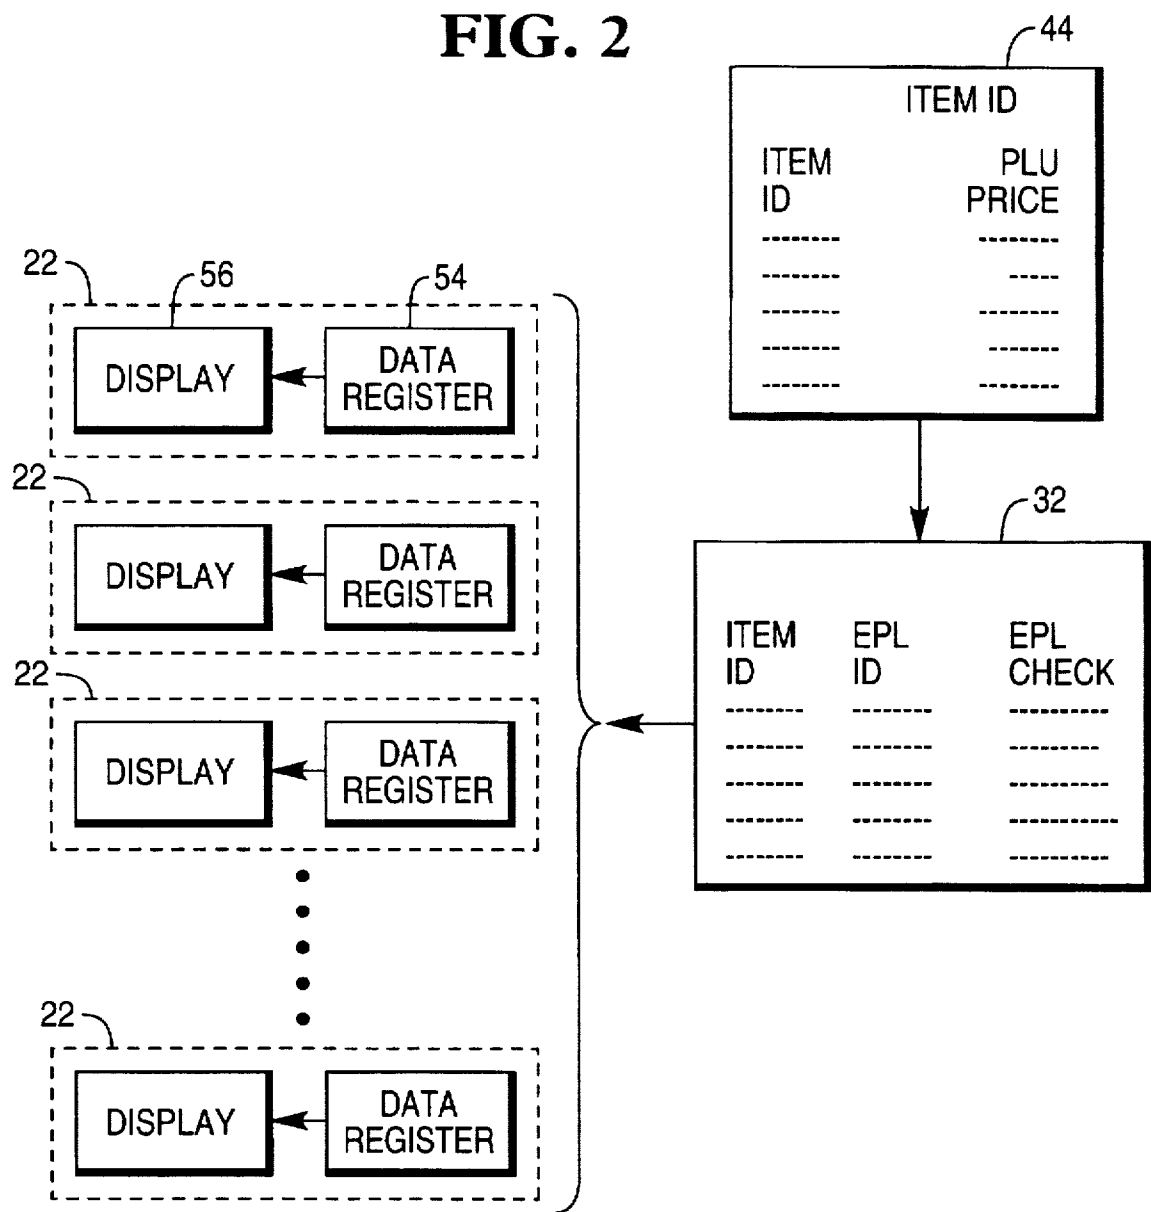 FIG. 2
44
ITEM ID
ITEM PLU
ID PRICE
22 56 54
DISPLAY
DATA
REGISTER
22
DISPLAY
DATA
REGISTER
32
ITEM EPL EPL
ID ID CHECK
22
DISPLAY
DATA
REGISTER
22
DISPLAY
DATA
REGISTER